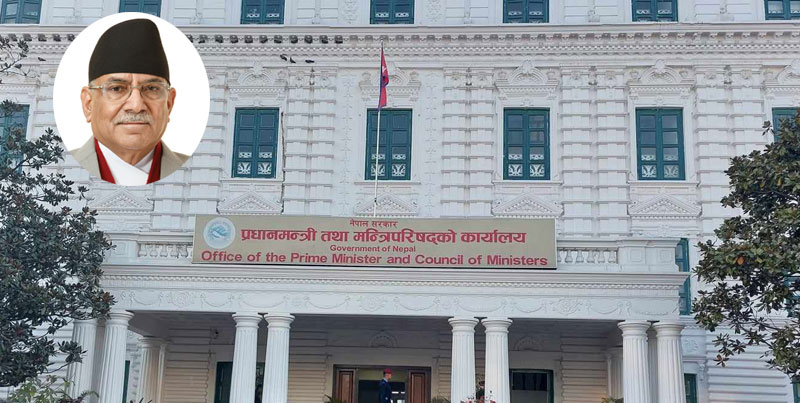 नेपाल सरकार
प्रधानमन्त्री तथा मन्त्रिपरिषद्को कार्यालय
Government of Nepal
Office of the Prime Minister and Council of Ministers